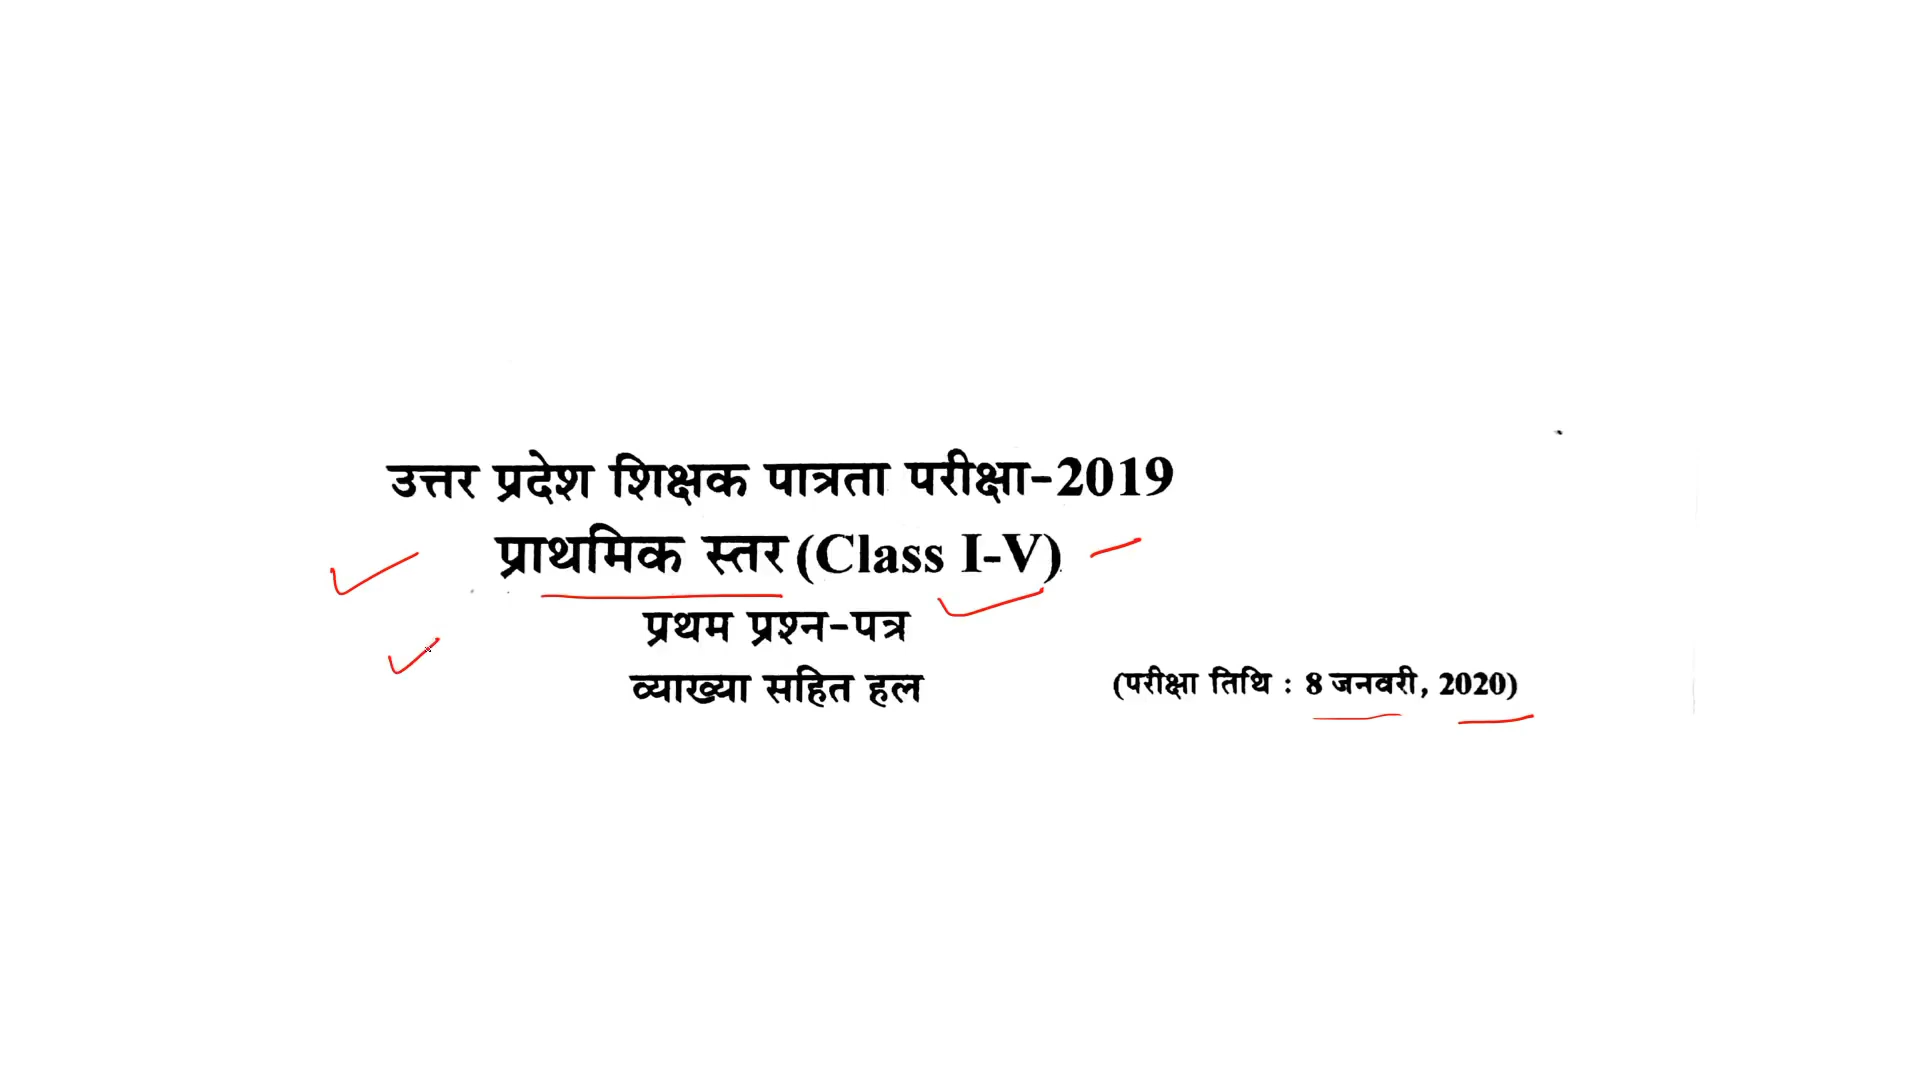 उत्तर प्रदेश शिक्षक पात्रता परीक्षा-2019
प्राथमिक स्तर (Class I-V)
प्रथम प्रश्न-पत्र
व्याख्या सहित हल
(परीक्षा तिथि : 8 जनवरी, 2020)